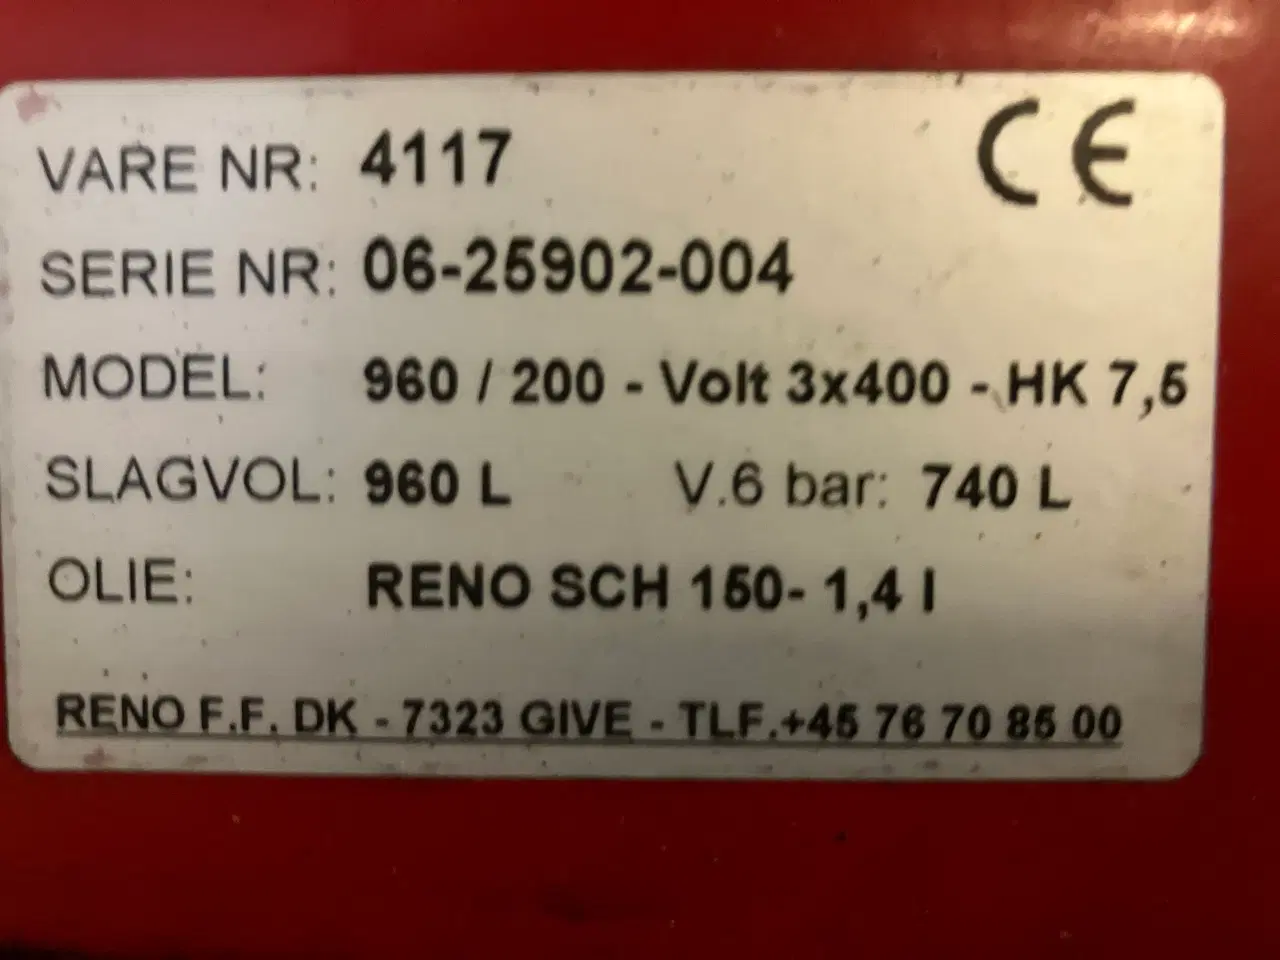 VARE NR: 4117 CE
SERIE NR: 06-25902-004
MODEL: 960 / 200 - Volt 3x400 - HK 7,5
SLAGVOL: 960 L V.6 bar: 740 L
OLIE: RENO SCH 150- 1,4 l
RENO F.F. DK - 7323 GIVE - TLF.+45 76 70 85 00